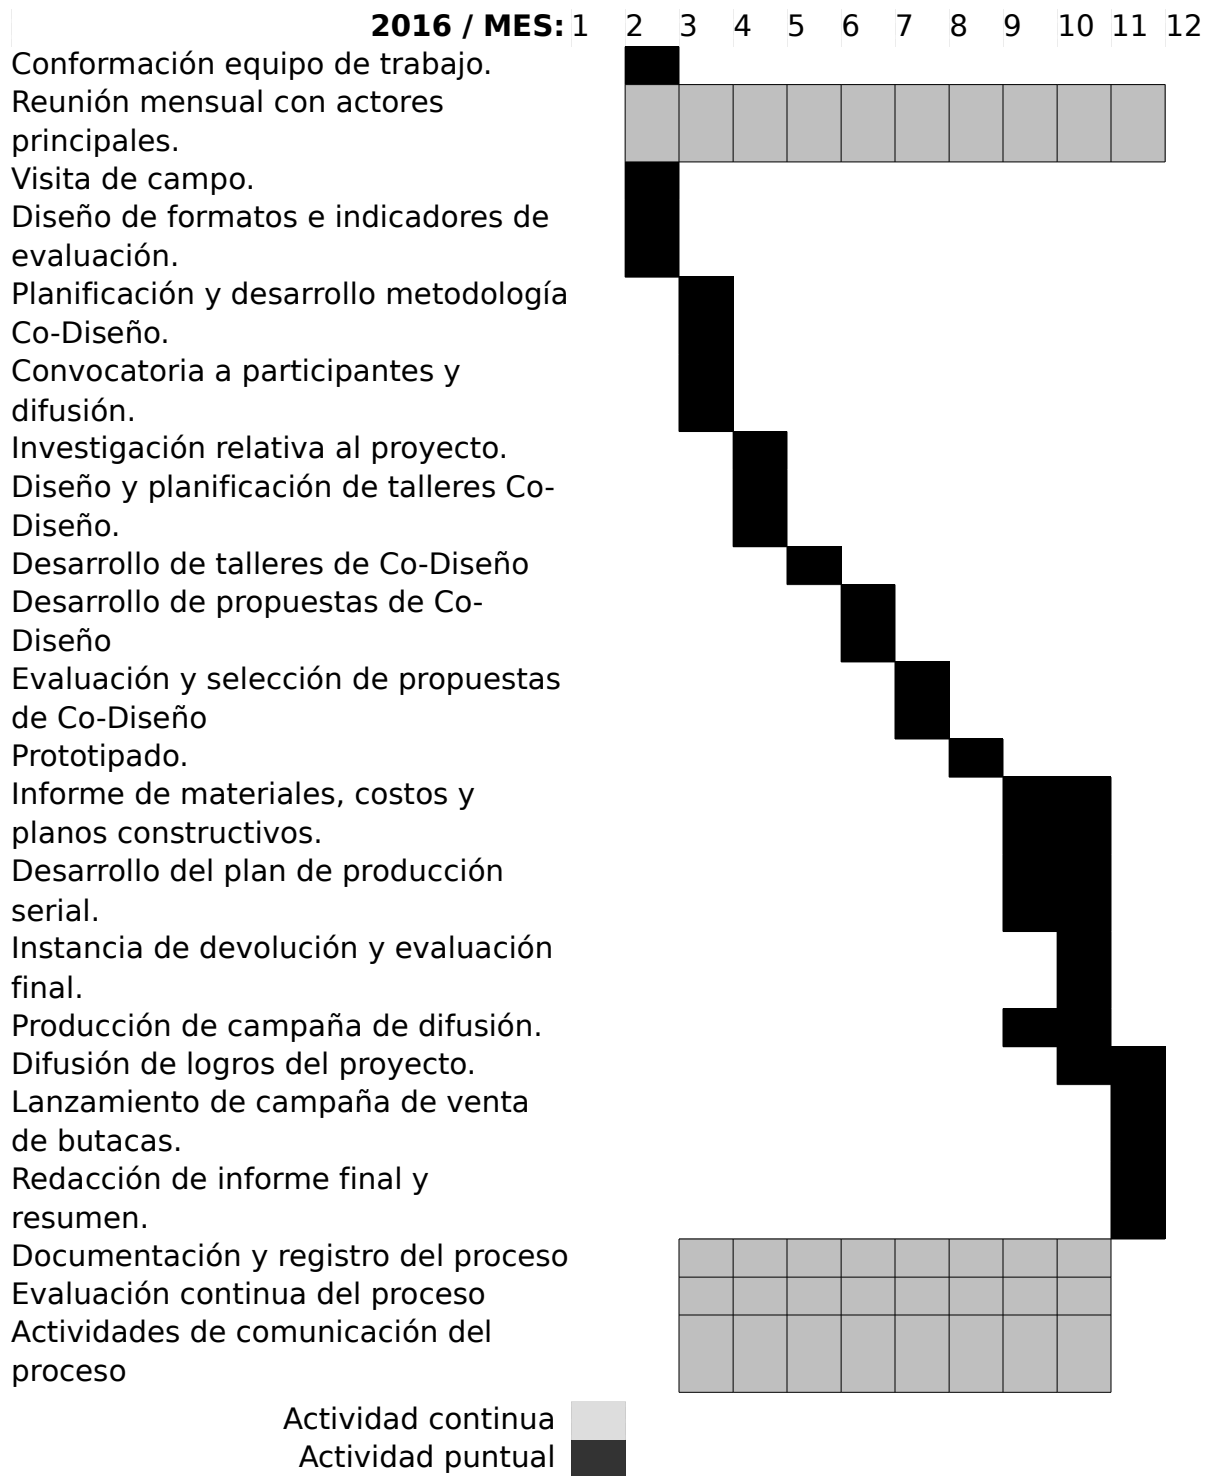 2016 / MES: 1 2 3 4 5 6 7 8 9 10 11 12
Conformación equipo de trabajo.
Reunión mensual con actores
principales.
Visita de campo.
Diseño de formatos e indicadores de
evaluación.
Planificación y desarrollo metodología
Co-Diseño.
Convocatoria a participantes y
difusión.
Investigación relativa al proyecto.
Diseño y planificación de talleres Co-
Diseño.
Desarrollo de talleres de Co-Diseño
Desarrollo de propuestas de Co-
Diseño
Evaluación y selección de propuestas
de Co-Diseño
Prototipado.
Informe de materiales, costos y
planos constructivos.
Desarrollo del plan de producción
serial.
Instancia de devolución y evaluación
final.
Producción de campaña de difusión.
Difusión de logros del proyecto.
Lanzamiento de campaña de venta
de butacas.
Redacción de informe final y
resumen.
Documentación y registro del proceso
Evaluación continua del proceso
Actividades de comunicación del
proceso
Actividad continua
Actividad puntual